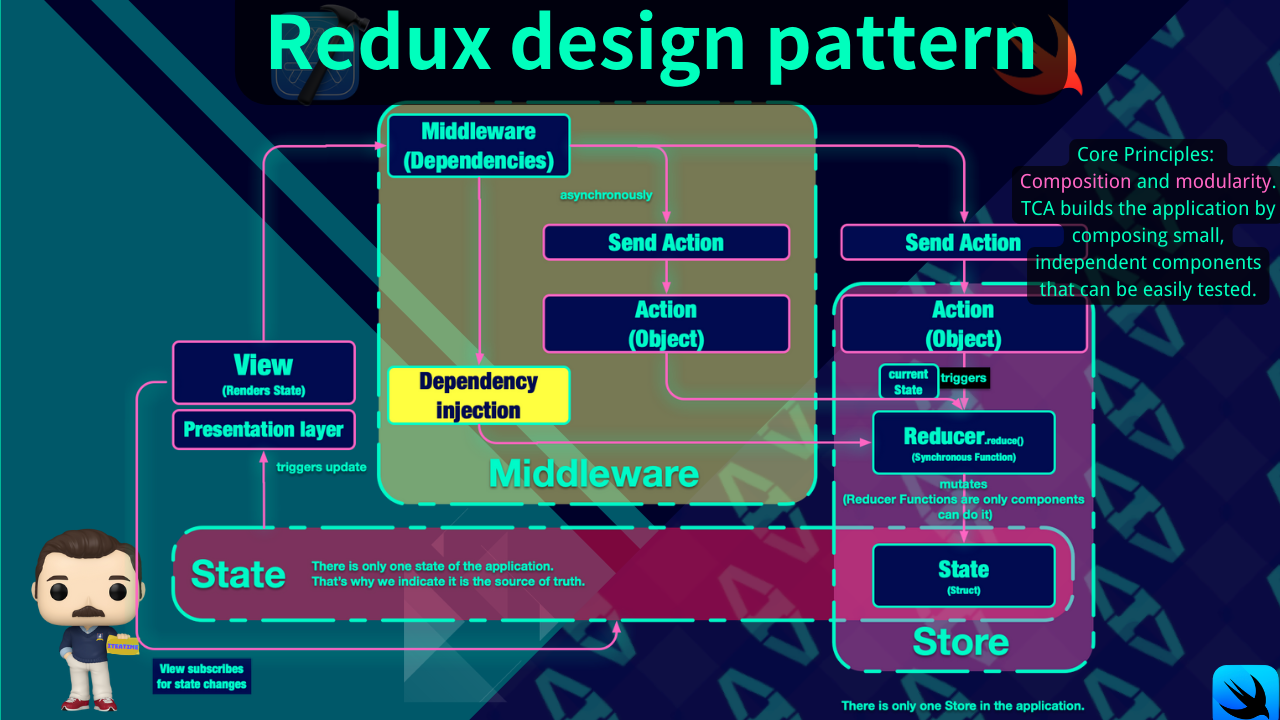 Redux design pattern
Middleware
(Dependencies)
asynchronously
Send Action
Send Action
Core Principles:
Composition and modularity.
TCA builds the application by
composing small,
independent components
that can be easily tested.
Action
(Object)
Action
(Object)
View
(Renders State)
Presentation layer
triggers update
Dependency
injection
current
State
triggers
Reducer.reduce()
(Synchronous Function)
mutates
(Reducer Functions are only components
can do it)
Middleware
State
There is only one state of the application.
That's why we indicate it is the source of truth.
State
(Struct)
Store
View subscribes
for state changes
There is only one Store in the application.